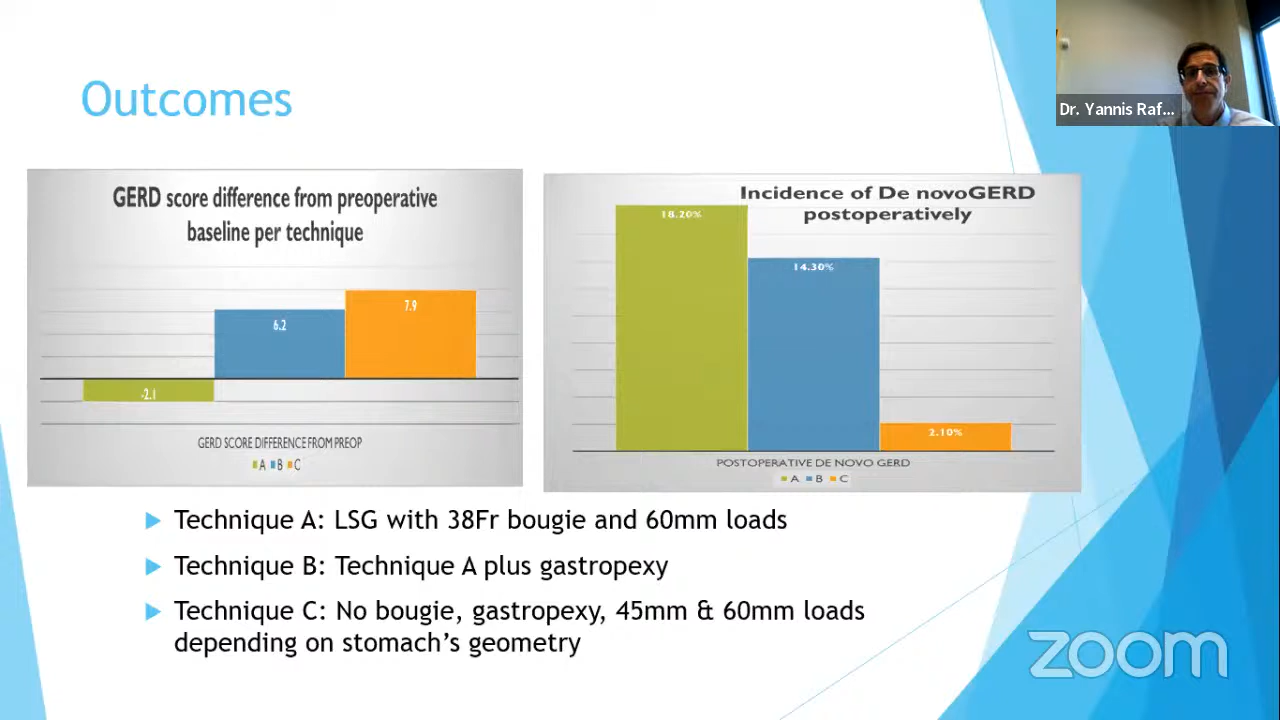 Outcomes
Dr. Yannis Raf...
GERD score difference from preoperative
baseline per technique
-2.1
6.2
7.9
GERD SCORE DIFFERENCE FROM PREOP
A B C
Incidence of De novoGERD
postoperatively
18.20%
14.30%
2.10%
POSTOPERATIVE DE NOVO GERD
A B C
Technique A: LSG with 38Fr bougie and 60mm loads
Technique B: Technique A plus gastropexy
Technique C: No bougie, gastropexy, 45mm & 60mm loads
depending on stomach’s geometry
zoom